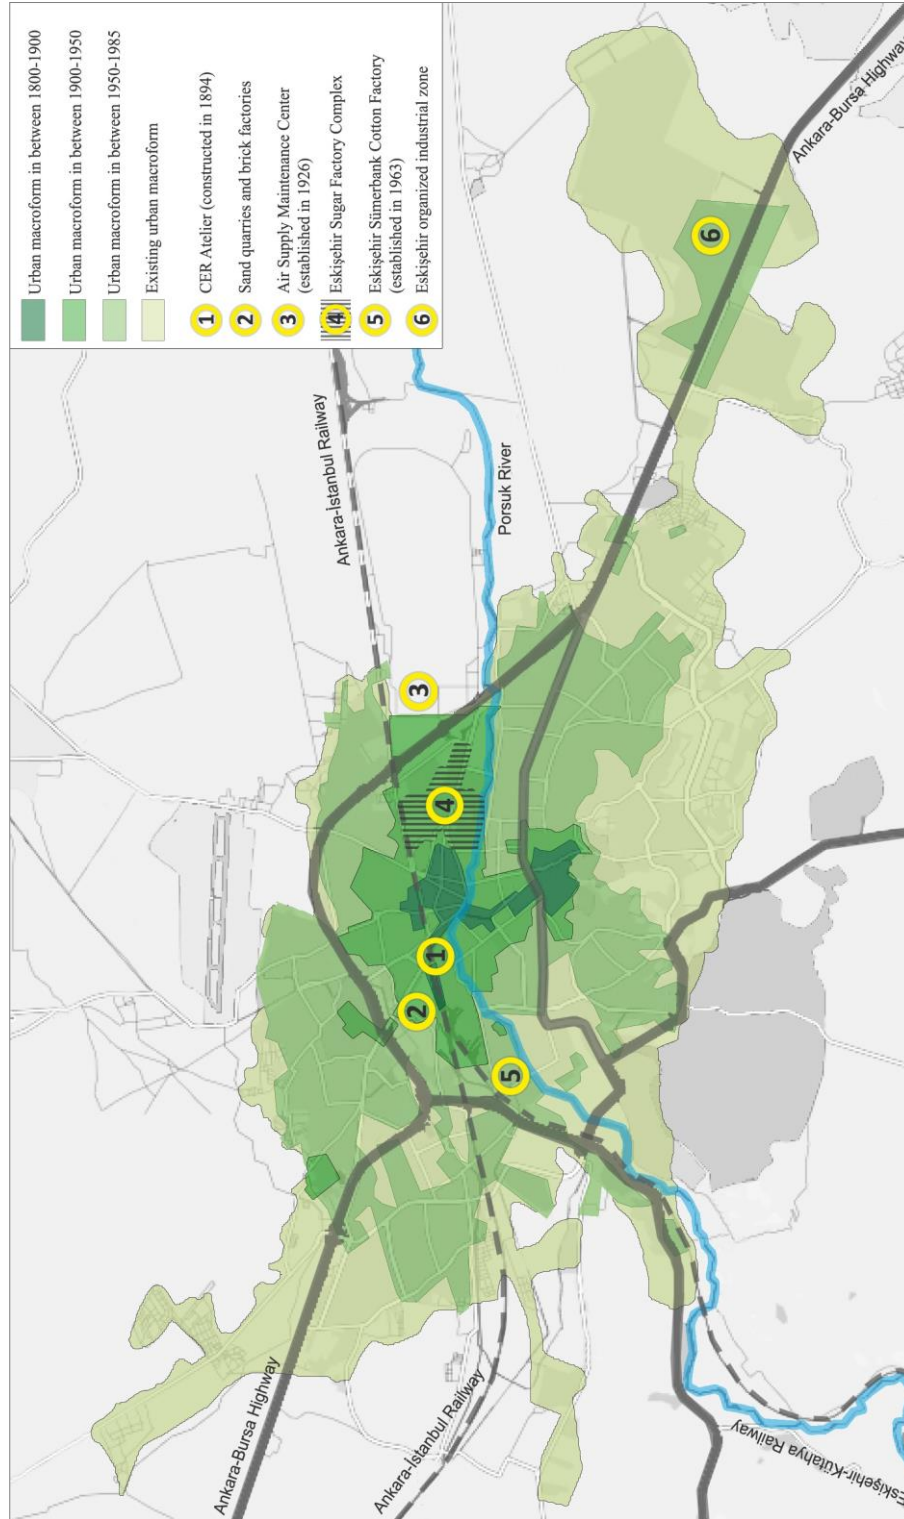 Urban macroform in between 1800-1900
Urban macroform in between 1900-1950
Urban macroform in between 1950-1985
Existing urban macroform
1 CER Atelier (constructed in 1894)
2 Sand quarries and brick factories
3 Air Supply Maintenance Center
(established in 1926)
4 Eskişehir Sugar Factory Complex
5 Eskişehir Sümerbank Cotton Factory
(established in 1963)
6 Eskişehir organized industrial zone
Ankara-Bursa Highway
Ankara-İstanbul Railway
Eskişehir-Kütahya Railway
Ankara-İstanbul Railway
Porsuk River
Ankara-Bursa Highway
1
2
3
4
5
6